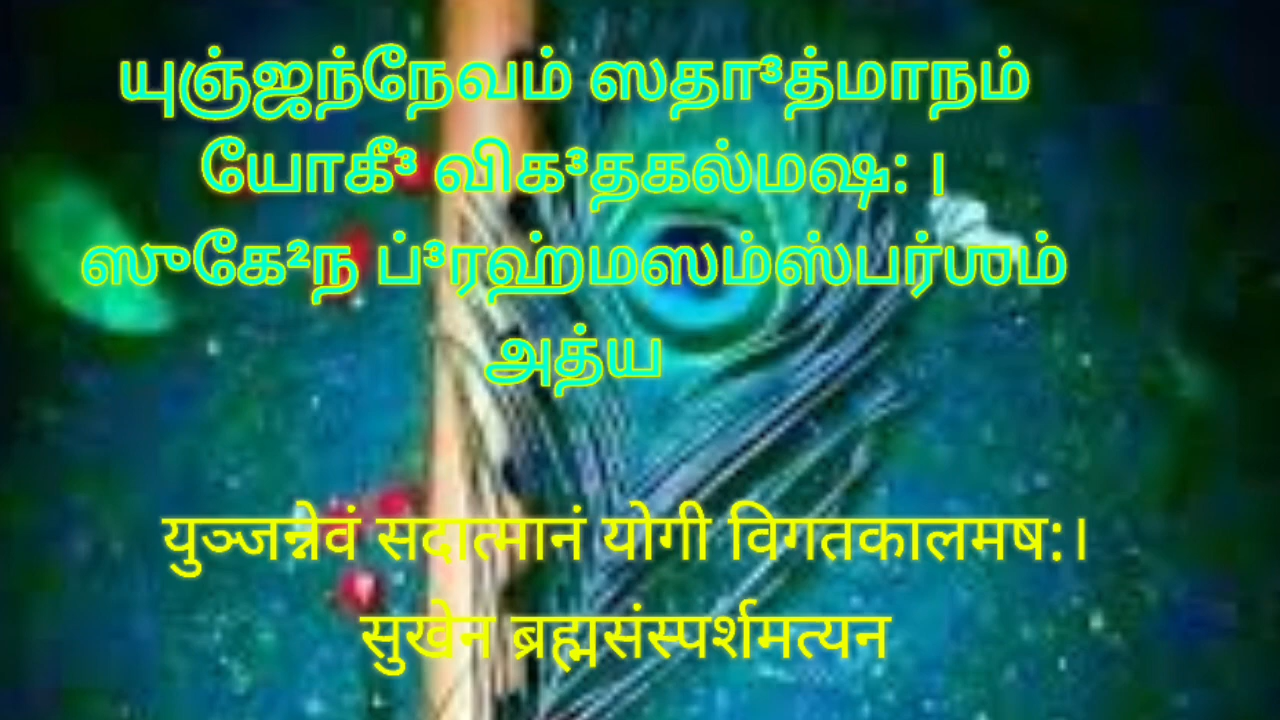 யுஞ்ஜந்நேவம் ஸதா³த்மாநம்
யோகீ³ விக³தகல்மஷ: ।
ஸுகே²ந ப்³ரஹ்மஸம்ஸ்பர்ஶம்
அத்ய
युञ्जन्नेवं सदात्मानं योगी विगतकालमष:।
सुखेन ब्रह्मसंस्पर्शमत्यन